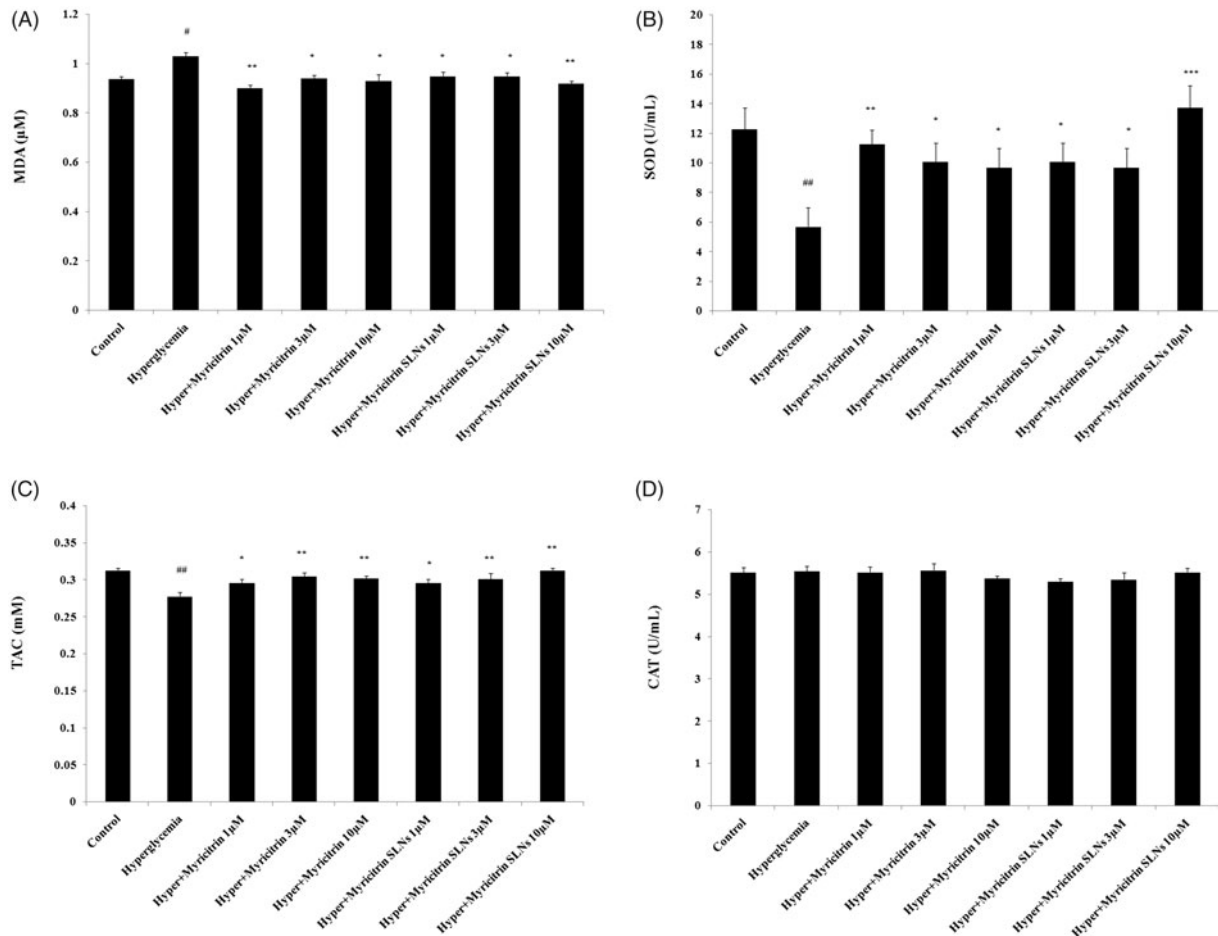 (A)
1.2
1
0.8
0.6
0.4
0.2
0
MDA (µM)
#
**
*
*
*
*
**
Control
Hyperglycemia
Hyper+Myricitrin 1µM
Hyper+Myricitrin 3µM
Hyper+Myricitrin 10µM
Hyper+Myricitrin SLNs 1µM
Hyper+Myricitrin SLNs 3µM
Hyper+Myricitrin SLNs 10µM
(B)
20
18
16
14
12
10
8
6
4
2
0
SOD (U/mL)
##
**
*
*
*
*
***
Control
Hyperglycemia
Hyper+Myricitrin 1µM
Hyper+Myricitrin 3µM
Hyper+Myricitrin 10µM
Hyper+Myricitrin SLNs 1µM
Hyper+Myricitrin SLNs 3µM
Hyper+Myricitrin SLNs 10µM
(C)
0.4
0.35
0.3
0.25
0.2
0.15
0.1
0.05
0
TAC (mM)
##
*
**
**
*
**
**
Control
Hyperglycemia
Hyper+Myricitrin 1µM
Hyper+Myricitrin 3µM
Hyper+Myricitrin 10µM
Hyper+Myricitrin SLNs 1µM
Hyper+Myricitrin SLNs 3µM
Hyper+Myricitrin SLNs 10µM
(D)
7
6
5
4
3
2
1
0
CAT (U/mL)
Control
Hyperglycemia
Hyper+Myricitrin 1µM
Hyper+Myricitrin 3µM
Hyper+Myricitrin 10µM
Hyper+Myricitrin SLNs 1µM
Hyper+Myricitrin SLNs 3µM
Hyper+Myricitrin SLNs 10µM